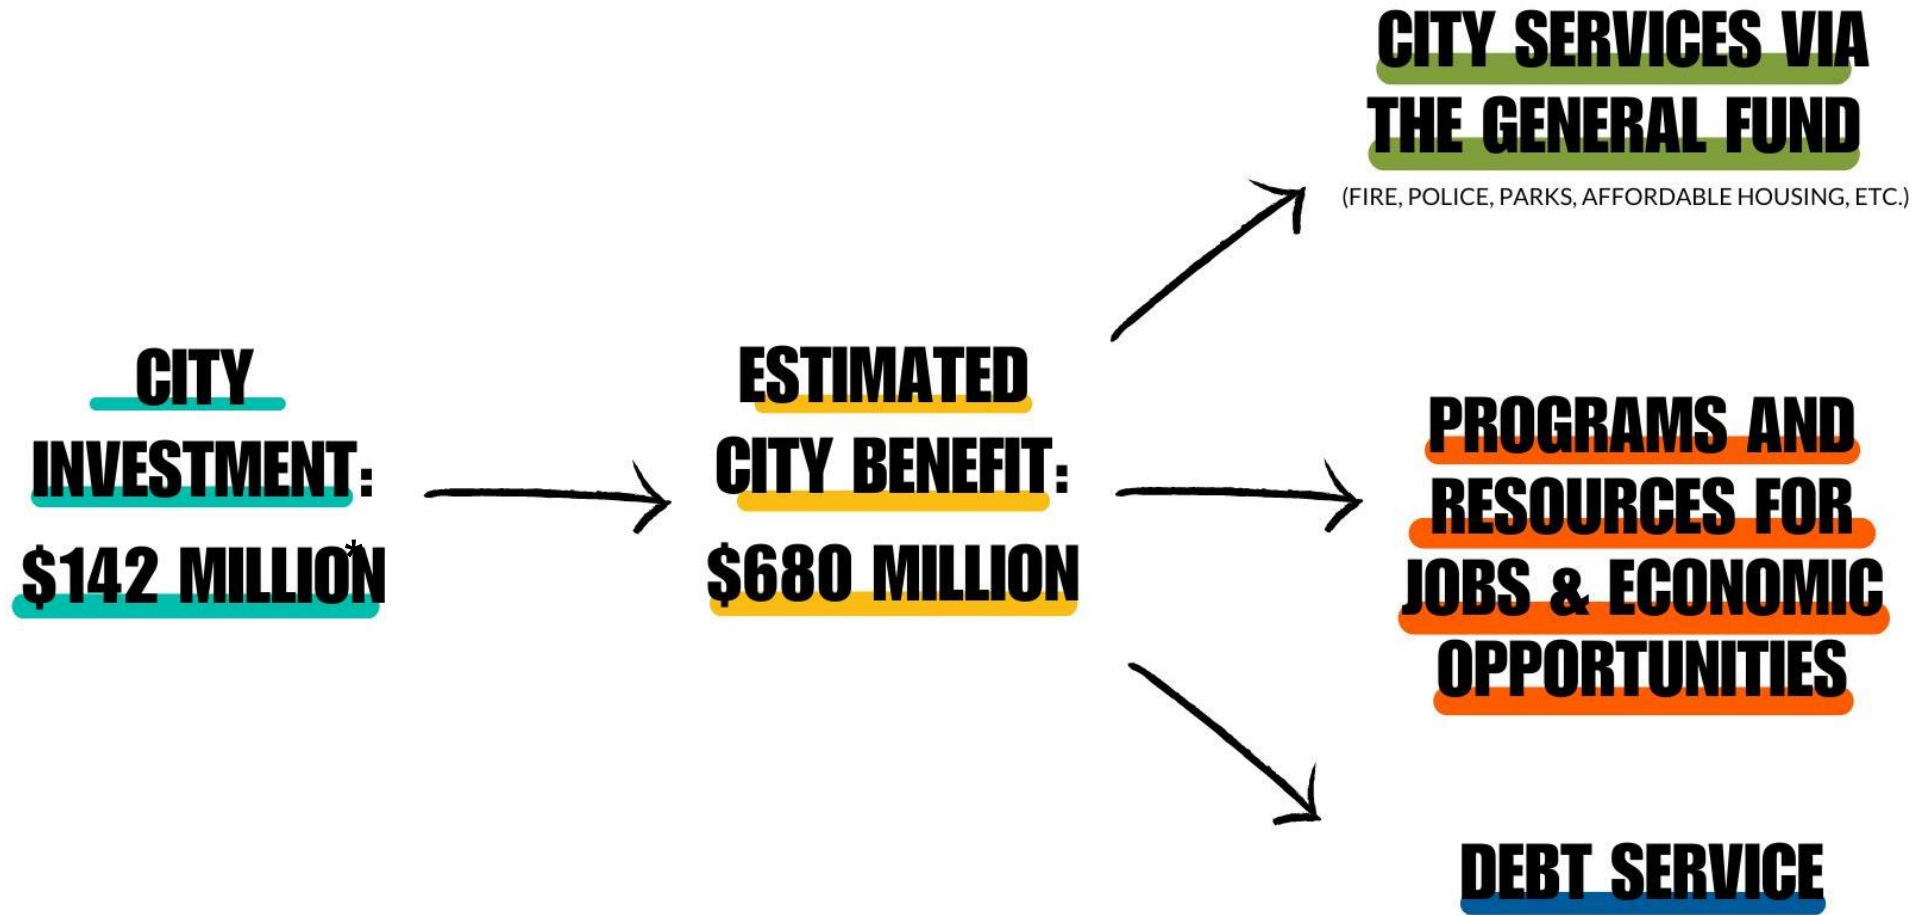 CITY
INVESTMENT:
$142 MILLION*
ESTIMATED
CITY BENEFIT:
$680 MILLION
CITY SERVICES VIA
THE GENERAL FUND
(FIRE, POLICE, PARKS, AFFORDABLE HOUSING, ETC.)
PROGRAMS AND
RESOURCES FOR
JOBS & ECONOMIC
OPPORTUNITIES
DEBT SERVICE